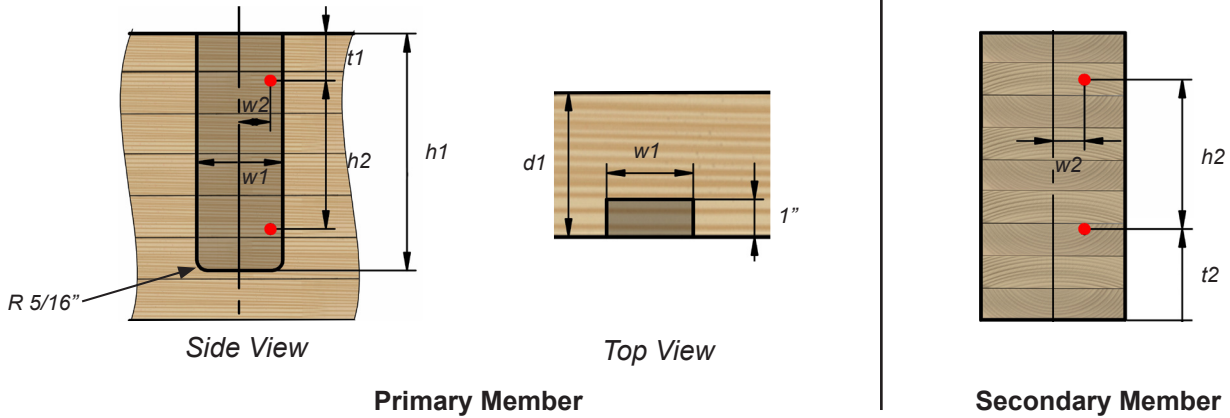 t1
w2
h2
h1
w1
R 5/16”
Side View
d1
w1
1”
Top View
Primary Member
w2
h2
t2
Secondary Member